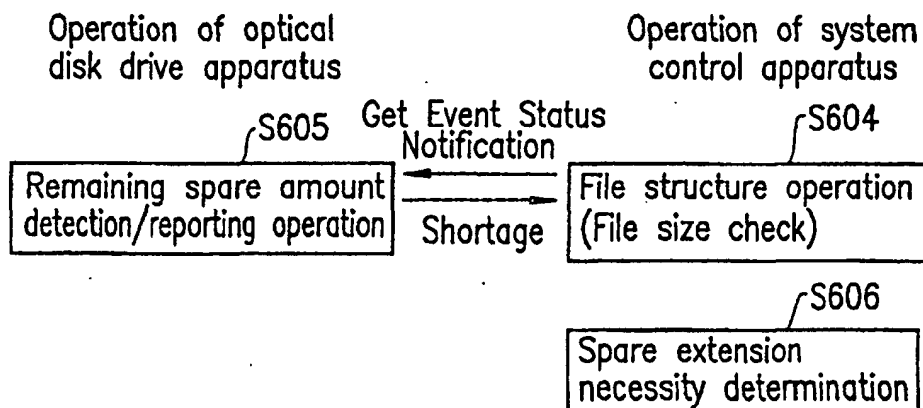 Operation of optical
disk drive apparatus
Operation of system
control apparatus
S605
Get Event Status
Notification
S604
Remaining spare amount
detection/reporting operation
Shortage
File structure operation
(File size check)
S606
Spare extension
necessity determination